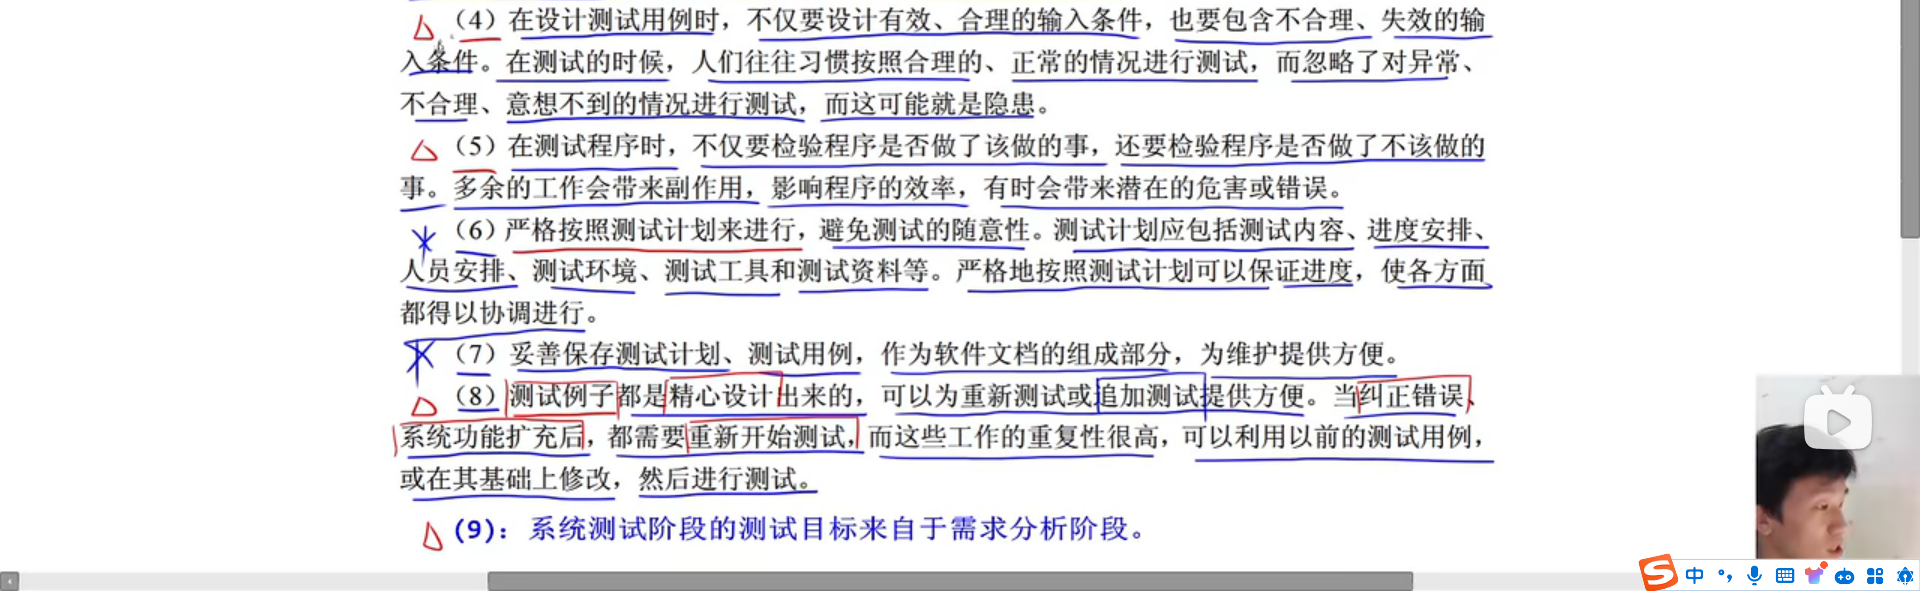 (4) 在设计测试用例时，不仅要设计有效、合理的输入条件，也要包含不合理、失效的输
入条件。在测试的时候，人们往往习惯按照合理的、正常的情况进行测试，而忽略了对异常、
不合理、意想不到的情况进行测试，而这可能就是隐患。
(5) 在测试程序时，不仅要检验程序是否做了该做的事，还要检验程序是否做了不该做的
事。多余的工作会带来副作用，影响程序的效率，有时会带来潜在的危害或错误。
(6) 严格按照测试计划来进行，避免测试的随意性。测试计划应包括测试内容、进度安排、
人员安排、测试环境、测试工具和测试资料等。严格地按照测试计划可以保证进度，使各方面
都得以协调进行。
(7) 妥善保存测试计划、测试用例，作为软件文档的组成部分，为维护提供方便。
(8) 测试例子都是精心设计出来的，可以为重新测试或追加测试提供方便。当纠正错误、
系统功能扩充后，都需要重新开始测试，而这些工作的重复性很高，可以利用以前的测试用例，
或在其基础上修改，然后进行测试。
(9)：系统测试阶段的测试目标来自于需求分析阶段。
中